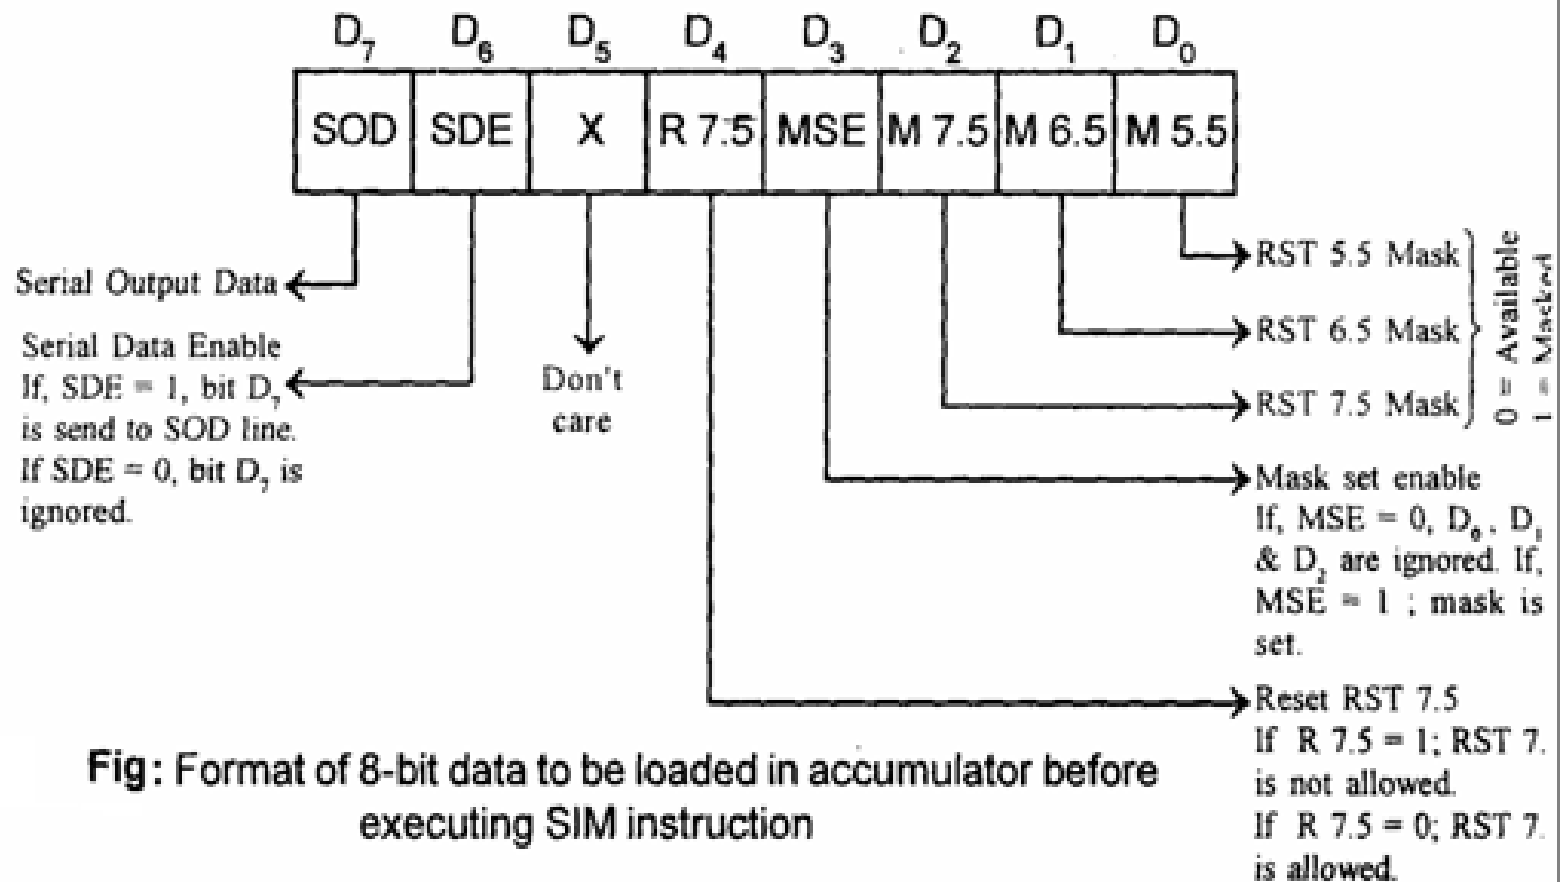 D₇ D₆ D₅ D₄ D₃ D₂ D₁ D₀
SOD SDE X R 7.5 MSE M 7.5 M 6.5 M 5.5
Serial Output Data
Serial Data Enable
If, SDE = 1, bit D₇
is send to SOD line.
If SDE = 0, bit D₇ is
ignored.
Don't
care
RST 5.5 Mask
RST 6.5 Mask
RST 7.5 Mask
0 = Available
1 = Masked
Mask set enable
If, MSE = 0, D₀, D₁
& D₂ are ignored. If,
MSE = 1 ; mask is
set.
Reset RST 7.5
If R 7.5 = 1; RST 7.
is not allowed.
If R 7.5 = 0; RST 7.
is allowed.
Fig: Format of 8-bit data to be loaded in accumulator before
executing SIM instruction